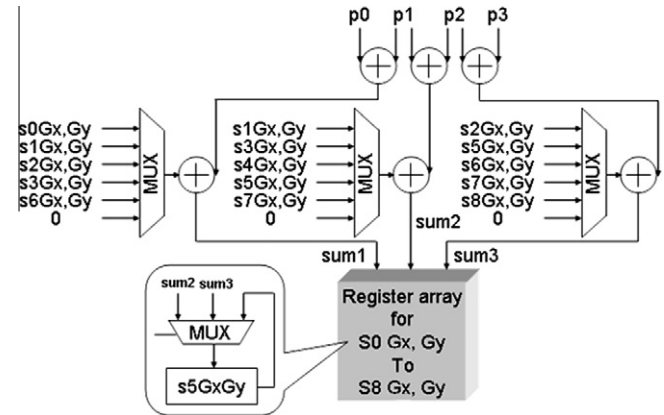 p0 p1 p2 p3
s0Gx,Gy
s1Gx,Gy
s2Gx,Gy
s3Gx,Gy
s6Gx,Gy
0
MUX
s1Gx,Gy
s3Gx,Gy
s4Gx,Gy
s5Gx,Gy
s7Gx,Gy
0
MUX
s2Gx,Gy
s5Gx,Gy
s6Gx,Gy
s7Gx,Gy
s8Gx,Gy
0
MUX
sum1
sum2
sum3
sum2 sum3
MUX
s5GxGy
Register array
for
S0 Gx, Gy
To
S8 Gx, Gy